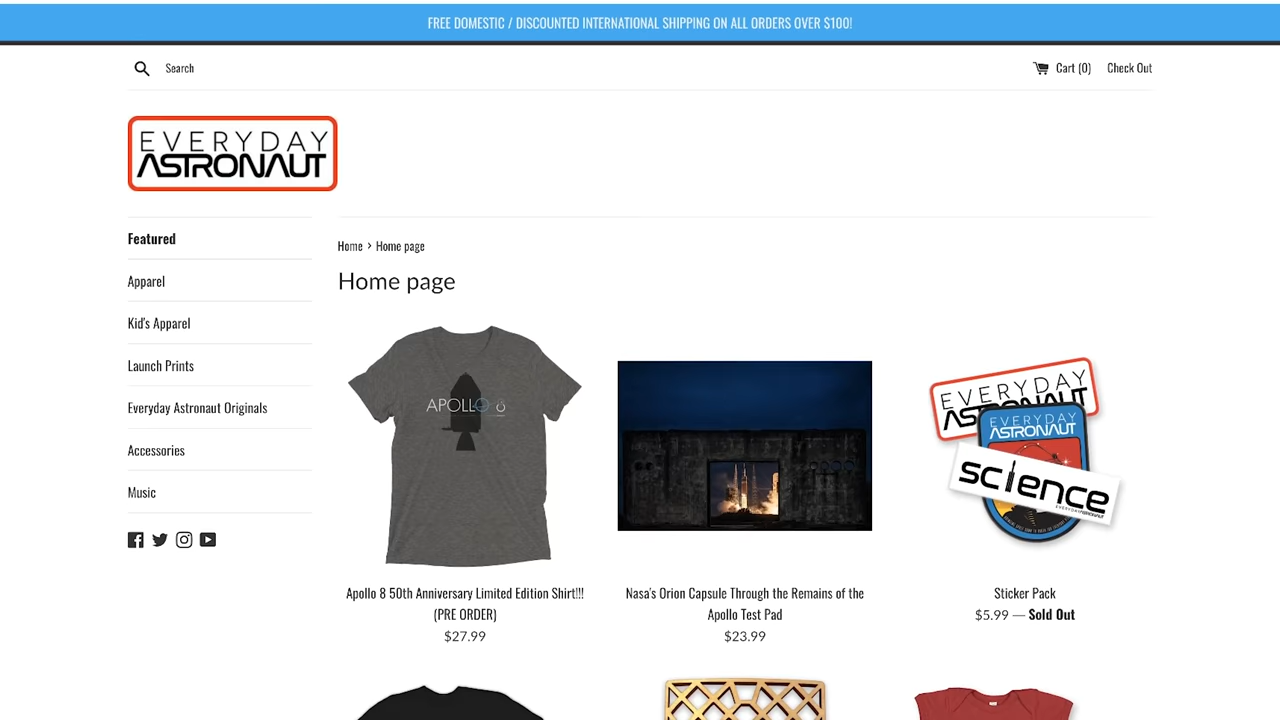 FREE DOMESTIC / DISCOUNTED INTERNATIONAL SHIPPING ON ALL ORDERS OVER $100!
Search
Cart (0)
Check Out
EVERYDAY
ASTRONAUT
Featured
Apparel
Kid's Apparel
Launch Prints
Everyday Astronaut Originals
Accessories
Music
Home › Home page
Home page
APOLLO 8
Apollo 8 50th Anniversary Limited Edition Shirt!!!
(PRE ORDER)
$27.99
Nasa's Orion Capsule Through the Remains of the
Apollo Test Pad
$23.99
EVERYDAY
ASTRONAUT
EVERYDAY
ASTRONAUT
science
EVERYDAY ASTRONAUT
Sticker Pack
$5.99 — Sold Out